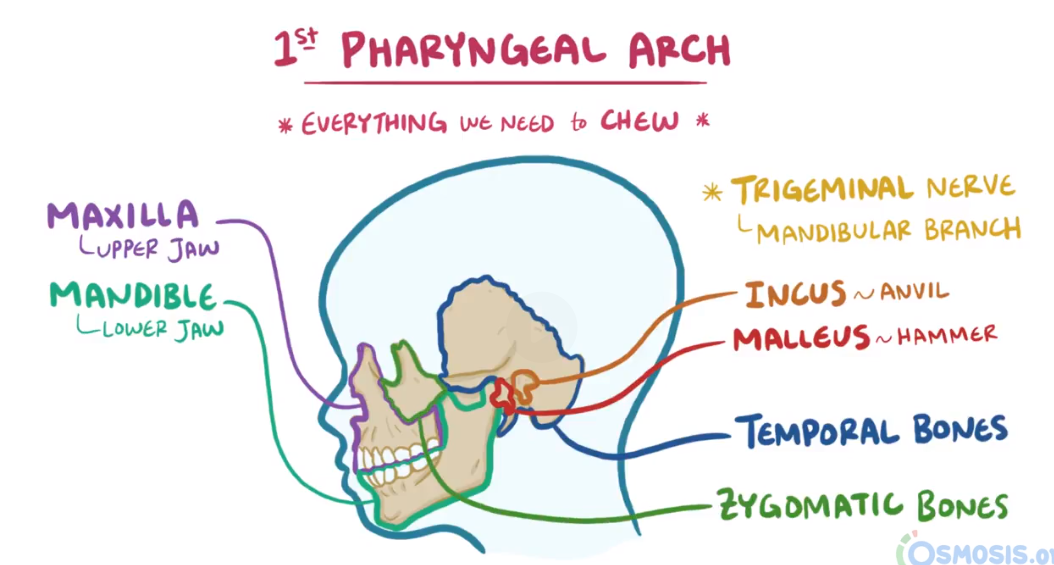 1st PHARYNGEAL ARCH
* EVERYTHING WE NEED to CHEW *
MAXILLA
UPPER JAW
MANDIBLE
LOWER JAW
* TRIGEMINAL NERVE
MANDIBULAR BRANCH
INCUS ~ ANVIL
MALLEUS ~ HAMMER
TEMPORAL BONES
ZYGOMATIC BONES
OSMOSIS.or